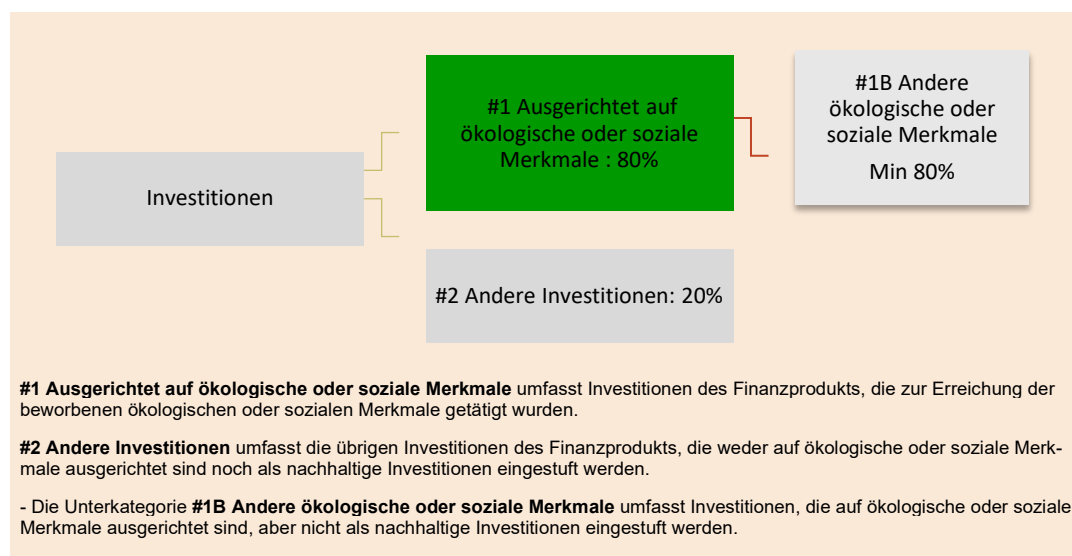 Investitionen
#1 Ausgerichtet auf
ökologische oder soziale
Merkmale : 80%
#1B Andere
ökologische oder
soziale Merkmale
Min 80%
#2 Andere Investitionen: 20%
#1 Ausgerichtet auf ökologische oder soziale Merkmale umfasst Investitionen des Finanzprodukts, die zur Erreichung der
beworbenen ökologischen oder sozialen Merkmale getätigt wurden.
#2 Andere Investitionen umfasst die übrigen Investitionen des Finanzprodukts, die weder auf ökologische oder soziale Merk-
male ausgerichtet sind noch als nachhaltige Investitionen eingestuft werden.
- Die Unterkategorie #1B Andere ökologische oder soziale Merkmale umfasst Investitionen, die auf ökologische oder soziale
Merkmale ausgerichtet sind, aber nicht als nachhaltige Investitionen eingestuft werden.